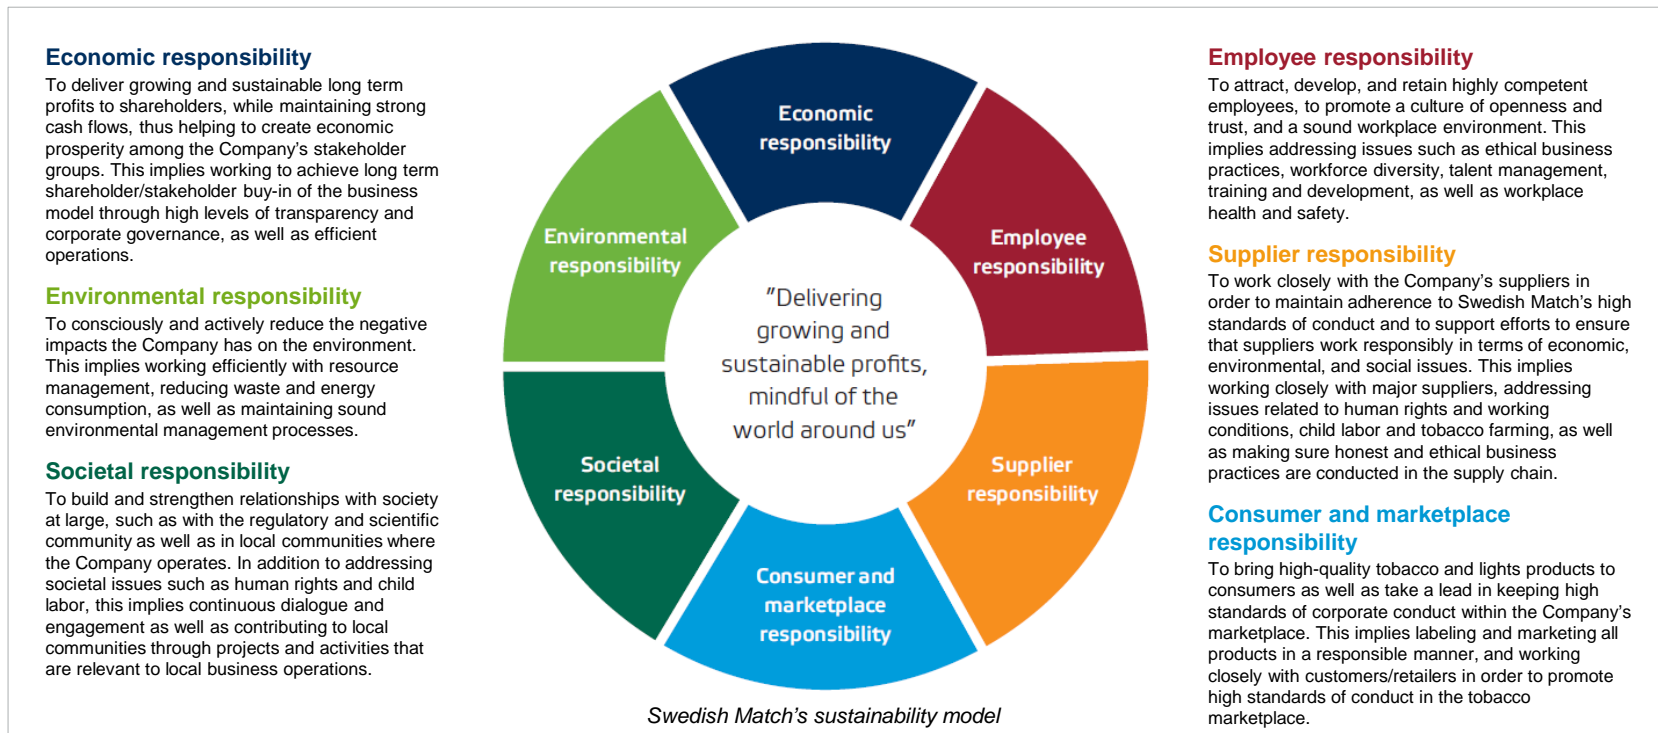 Economic responsibility
To deliver growing and sustainable long term
profits to shareholders, while maintaining strong
cash flows, thus helping to create economic
prosperity among the Company's stakeholder
groups. This implies working to achieve long term
shareholder/stakeholder buy-in of the business
model through high levels of transparency and
corporate governance, as well as efficient
operations.
Environmental responsibility
To consciously and actively reduce the negative
impacts the Company has on the environment.
This implies working efficiently with resource
management, reducing waste and energy
consumption, as well as maintaining sound
environmental management processes.
Societal responsibility
To build and strengthen relationships with society
at large, such as with the regulatory and scientific
community as well as in local communities where
the Company operates. In addition to addressing
societal issues such as human rights and child
labor, this implies continuous dialogue and
engagement as well as contributing to local
communities through projects and activities that
are relevant to local business operations.
Economic
responsibility
Environmental
responsibility
Employee
responsibility
"Delivering
growing and
sustainable profits,
mindful of the
world around us"
Societal
responsibility
Supplier
responsibility
Consumer and
marketplace
responsibility
Swedish Match's sustainability model
Employee responsibility
To attract, develop, and retain highly competent
employees, to promote a culture of openness and
trust, and a sound workplace environment. This
implies addressing issues such as ethical business
practices, workforce diversity, talent management,
training and development, as well as workplace
health and safety.
Supplier responsibility
To work closely with the Company's suppliers in
order to maintain adherence to Swedish Match's high
standards of conduct and to support efforts to ensure
that suppliers work responsibly in terms of economic,
environmental, and social issues. This implies
working closely with major suppliers, addressing
issues related to human rights and working
conditions, child labor and tobacco farming, as well
as making sure honest and ethical business
practices are conducted in the supply chain.
Consumer and marketplace
responsibility
To bring high-quality tobacco and lights products to
consumers as well as take a lead in keeping high
standards of corporate conduct within the Company's
marketplace. This implies labeling and marketing all
products in a responsible manner, and working
closely with customers/retailers in order to promote
high standards of conduct in the tobacco
marketplace.